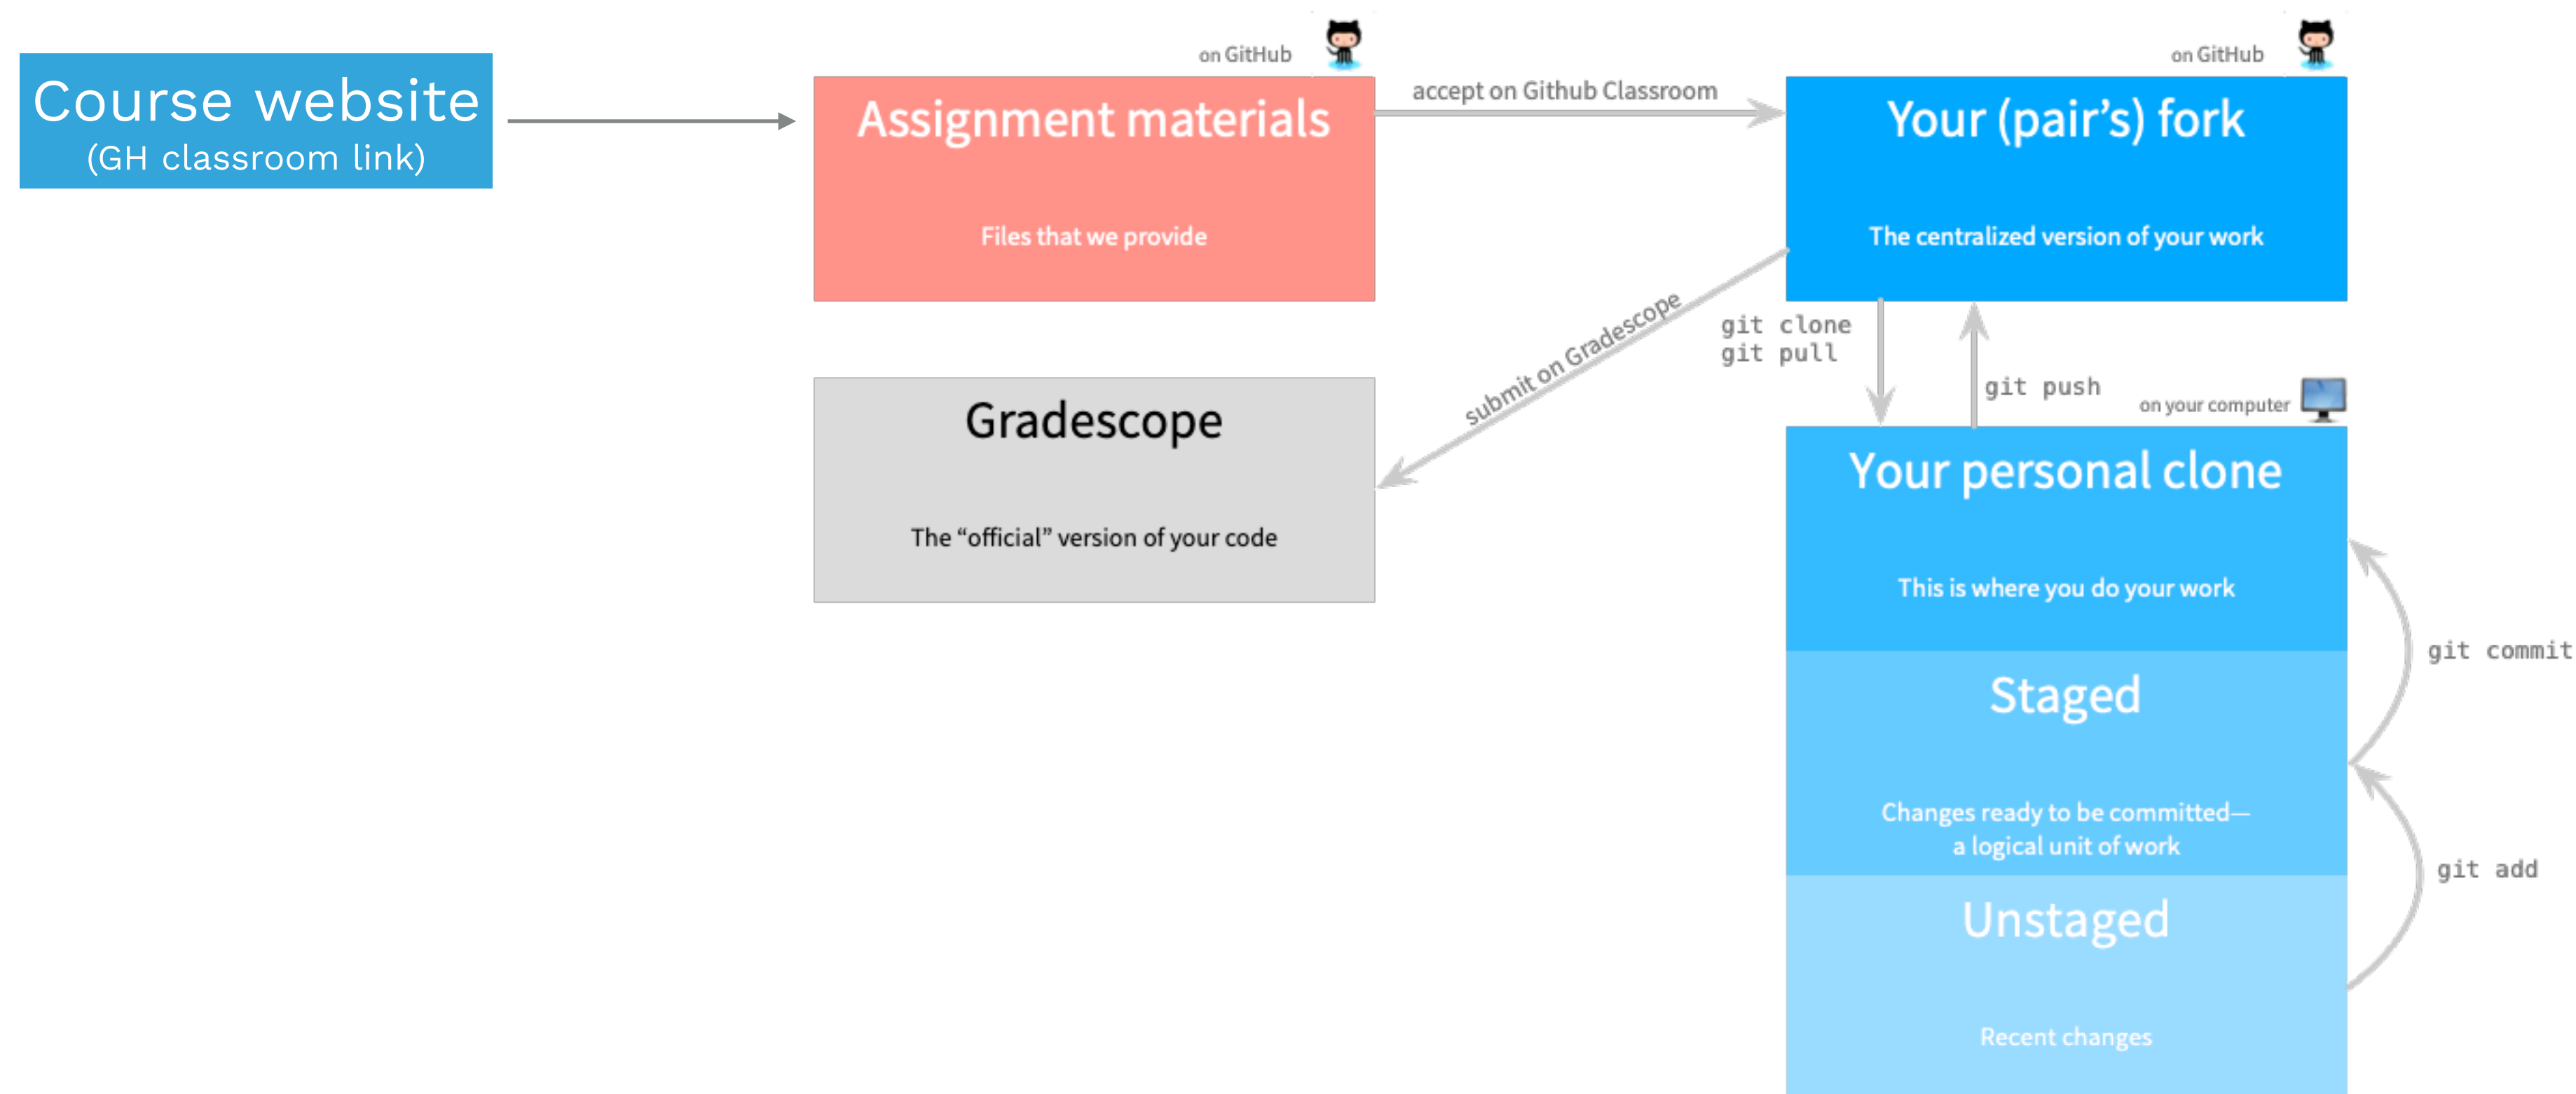 Course website
(GH classroom link)
on GitHub
Assignment materials
Files that we provide
accept on Github Classroom
on GitHub
Your (pair’s) fork
The centralized version of your work
submit on Gradescope
git clone
git pull
git push
Gradescope
The “official” version of your code
on your computer
Your personal clone
This is where you do your work
git commit
Staged
Changes ready to be committed—
a logical unit of work
git add
Unstaged
Recent changes